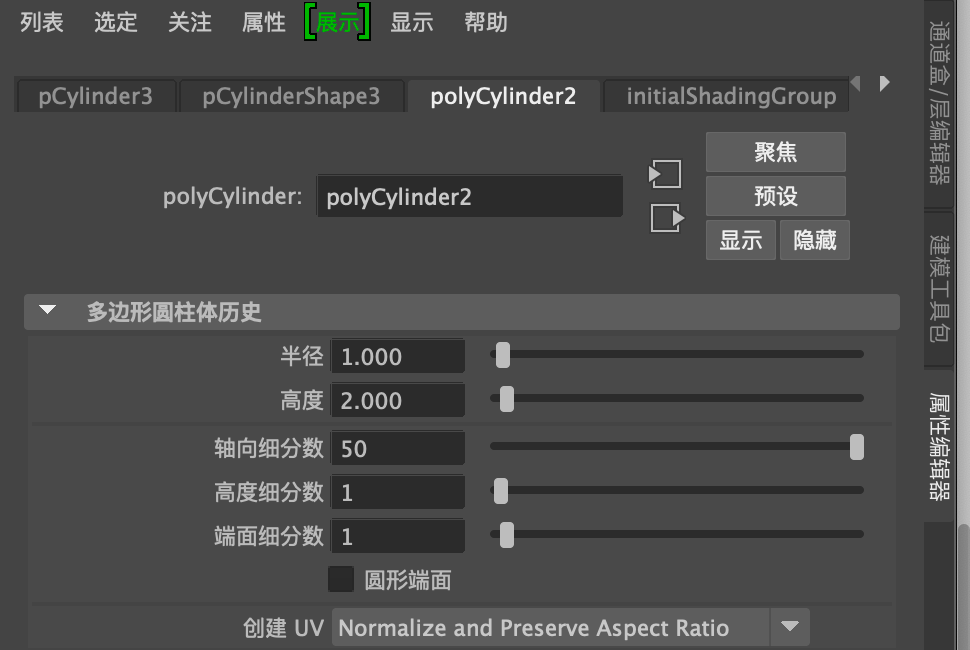 列表 选定 关注 属性 展示 显示 帮助
pCylinder3 pCylinderShape3 polyCylinder2 initialShadingGroup
polyCylinder: polyCylinder2
聚焦
预设
显示 隐藏
多边形圆柱体历史
半径 1.000
高度 2.000
轴向细分数 50
高度细分数 1
端面细分数 1
圆形端面
创建 UV Normalize and Preserve Aspect Ratio
通道盒/层编辑器
建模工具包
属性编辑器